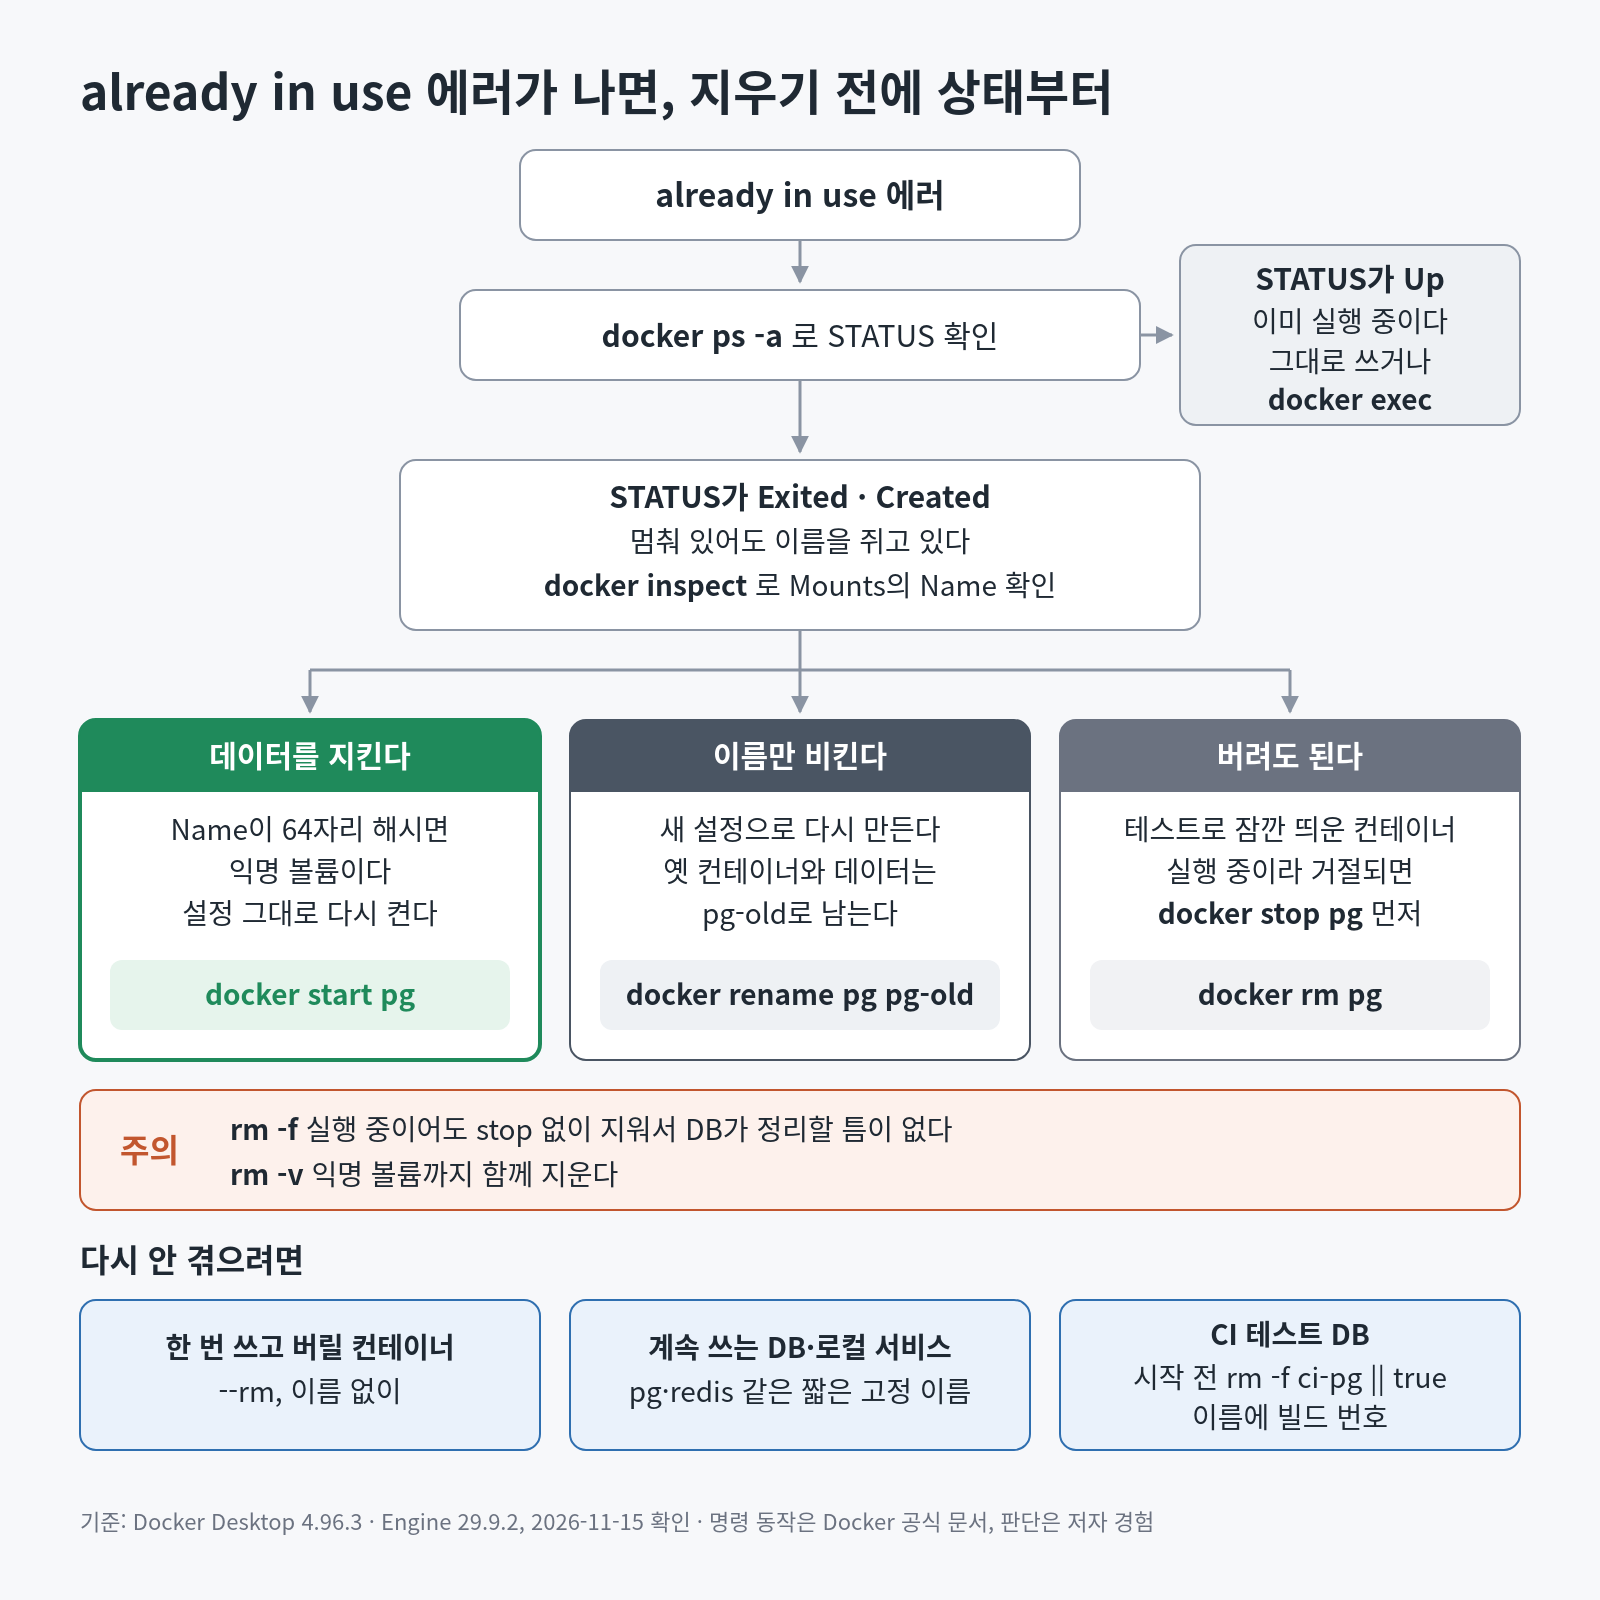 already in use 에러가 나면, 지우기 전에 상태부터
already in use 에러
docker ps -a 로 STATUS 확인
STATUS가 Up
이미 실행 중이다
그대로 쓰거나
docker exec
STATUS가 Exited · Created
멈춰 있어도 이름을 쥐고 있다
docker inspect 로 Mounts의 Name 확인
데이터를 지킨다
Name이 64자리 해시면
익명 볼륨이다
설정 그대로 다시 켠다
docker start pg
이름만 비킨다
새 설정으로 다시 만든다
옛 컨테이너와 데이터는
pg-old로 남는다
docker rename pg pg-old
버려도 된다
테스트로 잠깐 띄운 컨테이너
실행 중이라 거절되면
docker stop pg 먼저
docker rm pg
주의
rm -f 실행 중이어도 stop 없이 지워서 DB가 정리할 틈이 없다
rm -v 익명 볼륨까지 함께 지운다
다시 안 겪으려면
한 번 쓰고 버릴 컨테이너
--rm, 이름 없이
계속 쓰는 DB·로컬 서비스
pg·redis 같은 짧은 고정 이름
CI 테스트 DB
시작 전 rm -f ci-pg || true
이름에 빌드 번호
기준: Docker Desktop 4.96.3 · Engine 29.9.2, 2026-11-15 확인 · 명령 동작은 Docker 공식 문서, 판단은 저자 경험